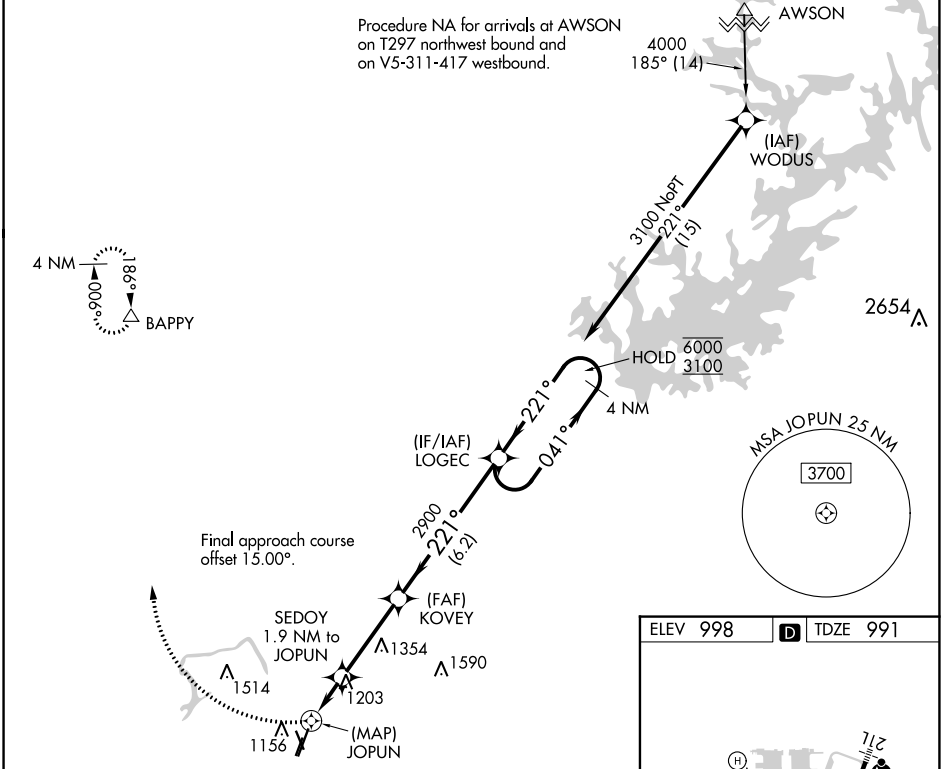 Procedure NA for arrivals at AWSON
on T297 northwest bound and
on V5-311-417 westbound.
AWSON
4000
185° (14)
(IAF)
WODUS
3100 NoPT
221°
(15)
4 NM
186°
006°
BAPPY
2654
HOLD 6000
3100
4 NM
221°
041°
(IF/IAF)
LOGEC
MSA JOPUN 25 NM
3700
2900
221°
(6.2)
Final approach course
offset 15.00°.
(FAF)
KOVEY
SEDOY
1.9 NM to
JOPUN
1354
1590
1514
1203
1156
(MAP)
JOPUN
ELEV 998 D TDZE 991
21L
H